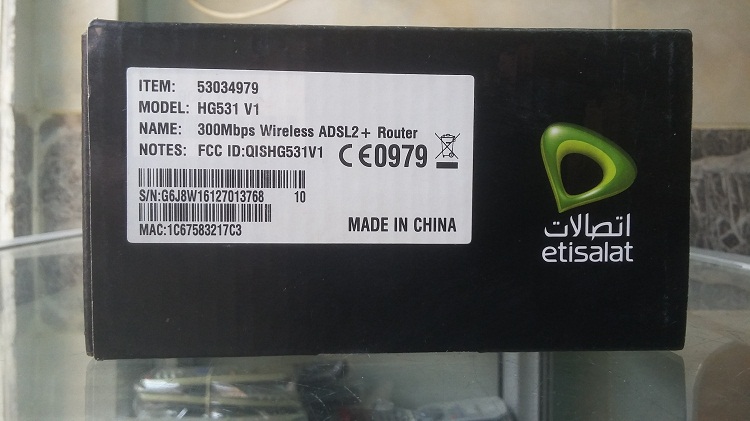 ITEM: 53034979
MODEL: HG531 V1
NAME: 300Mbps Wireless ADSL2+ Router
NOTES: FCC ID:QISHG531V1
CE0979
S/N:G6J8W16127013768 10
MAC:1C67583217C3
MADE IN CHINA
اتصالات
etisalat